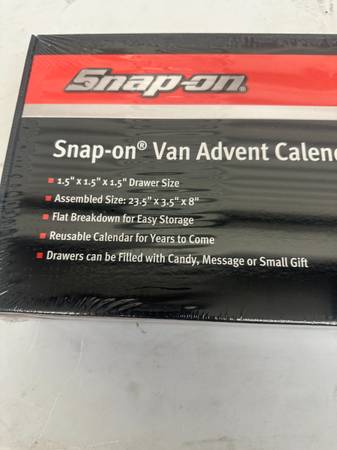 Snap-on®
Snap-on® Van Advent Calen
▪ 1.5" x 1.5" x 1.5" Drawer Size
▪ Assembled Size: 23.5" x 3.5" x 8"
▪ Flat Breakdown for Easy Storage
▪ Reusable Calendar for Years to Come
▪ Drawers can be Filled with Candy, Message or Small Gift